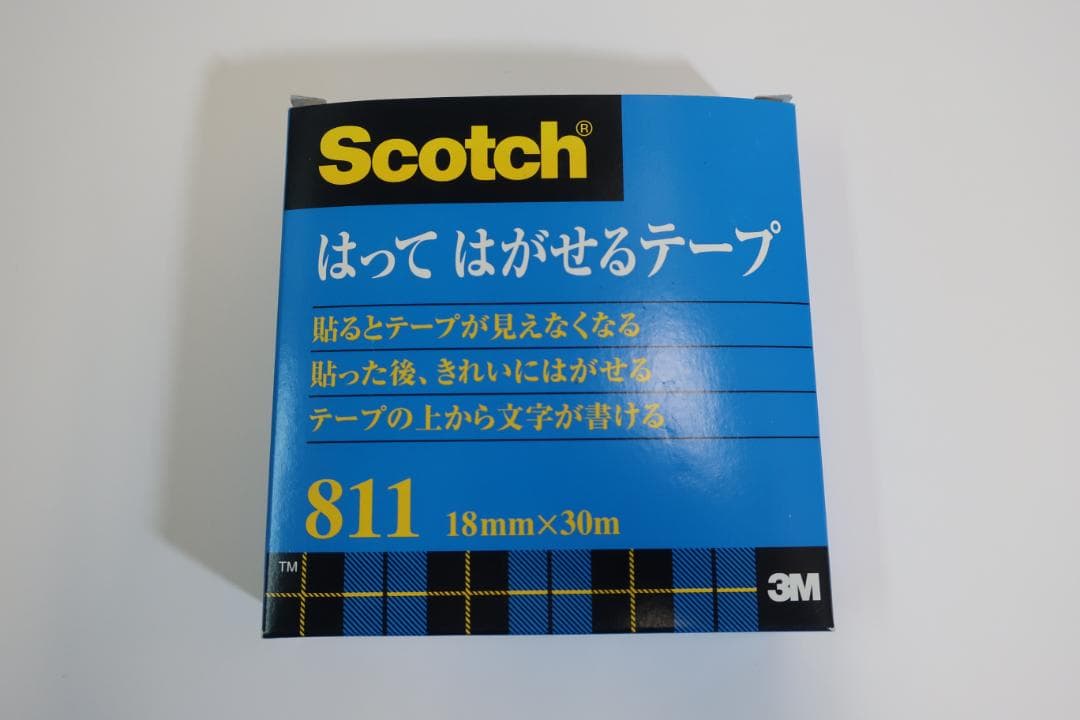 Scotch®
はって はがせるテープ
貼るとテープが見えなくなる
貼った後、きれいにはがせる
テープの上から文字が書ける
811 18mm×30m
TM
3M